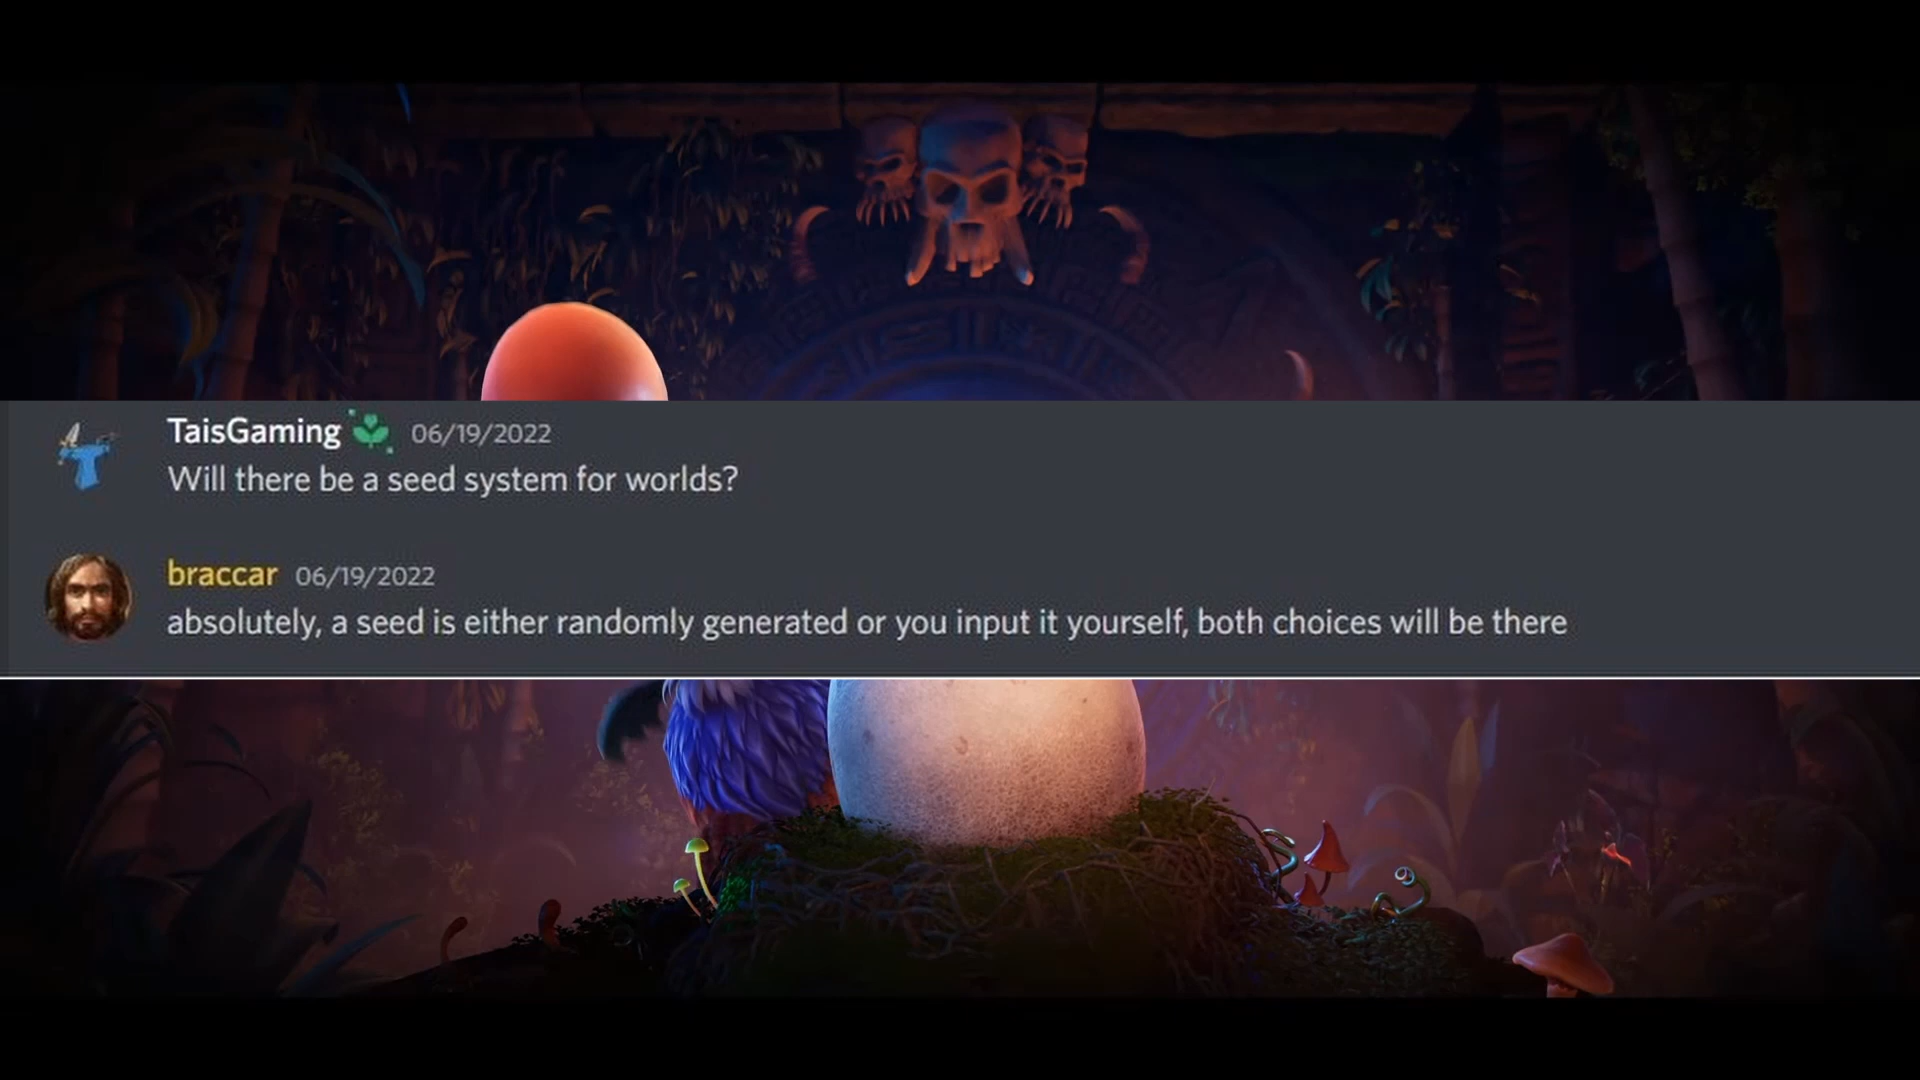 TaisGaming 06/19/2022
Will there be a seed system for worlds?
braccar 06/19/2022
absolutely, a seed is either randomly generated or you input it yourself, both choices will be there